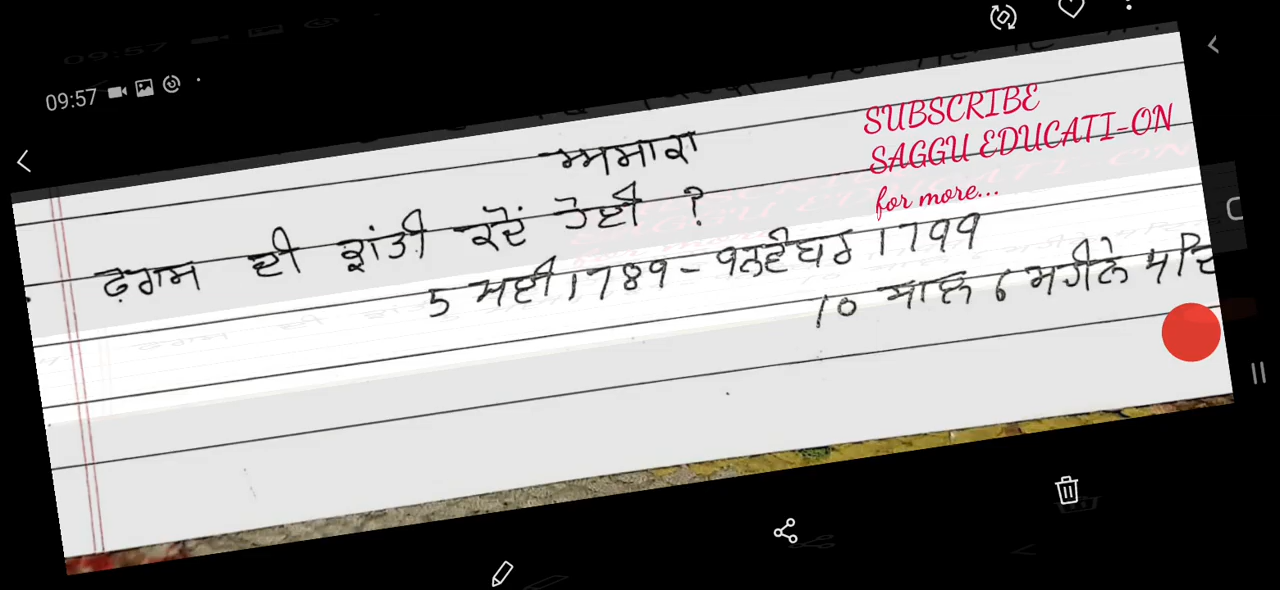 09:57
SUBSCRIBE
SAGGU EDUCATI-ON
for more...
ਫ਼ਰਾਸ ਦੀ ਕ੍ਰਾਂਤੀ ਕਦੋਂ ਹੋਈ ?
5 ਮਈ 1789 - 9 ਨਵੰਬਰ 1799
10 ਸਾਲ 6 ਮਹੀਨੇ 4 ਦਿ